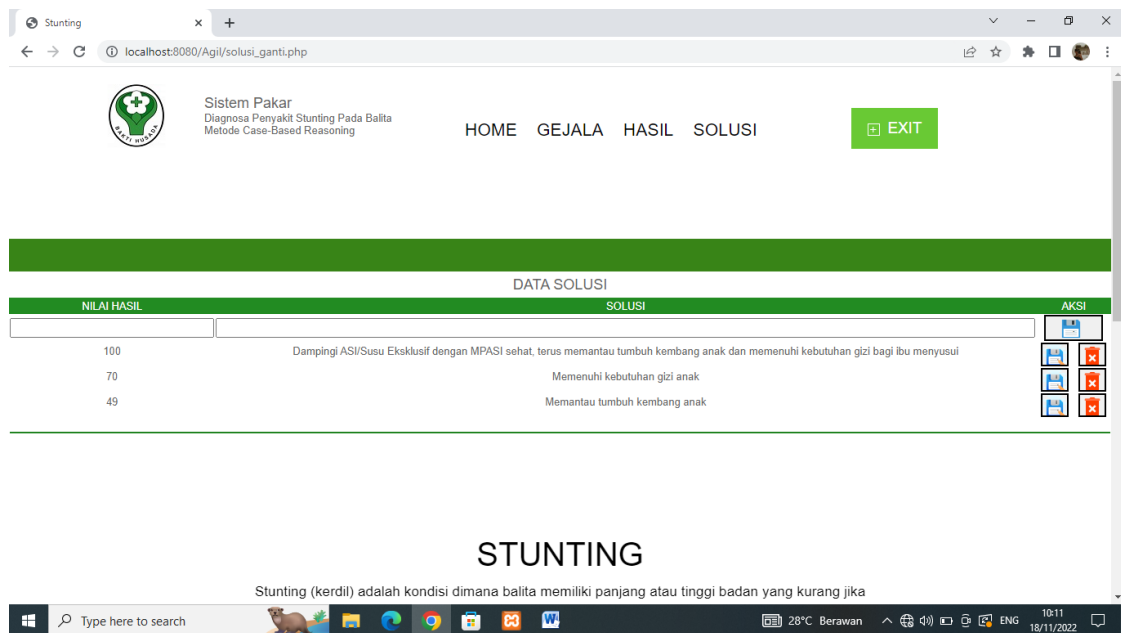 Stunting
localhost:8080/Agil/solusi_ganti.php
BAKTI HUSADA
Sistem Pakar
Diagnosa Penyakit Stunting Pada Balita
Metode Case-Based Reasoning
HOME GEJALA HASIL SOLUSI
EXIT
DATA SOLUSI
NILAI HASIL SOLUSI AKSI
100 Dampingi ASI/Susu Eksklusif dengan MPASI sehat, terus memantau tumbuh kembang anak dan memenuhi kebutuhan gizi bagi ibu menyusui
70 Memenuhi kebutuhan gizi anak
49 Memantau tumbuh kembang anak
STUNTING
Stunting (kerdil) adalah kondisi dimana balita memiliki panjang atau tinggi badan yang kurang jika
Type here to search
28°C Berawan
ENG
10:11
18/11/2022